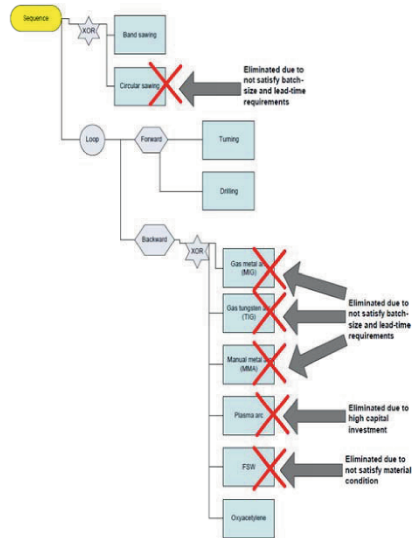 Sequence
XOR
Band sawing
Circular sawing
Eliminated due to
not satisfy batch-
size and lead-time
requirements
Loop
Forward
Turning
Drilling
Backward
XOR
Gas metal
(MIG)
Gas tungsten
(TIG)
Eliminated due to
not satisfy batch-
size and lead-time
requirements
Manual metal
(MMA)
Plasma arc
Eliminated due to
high capital
investment
FSW
Eliminated due to
not satisfy material
condition
Oxyacetylene